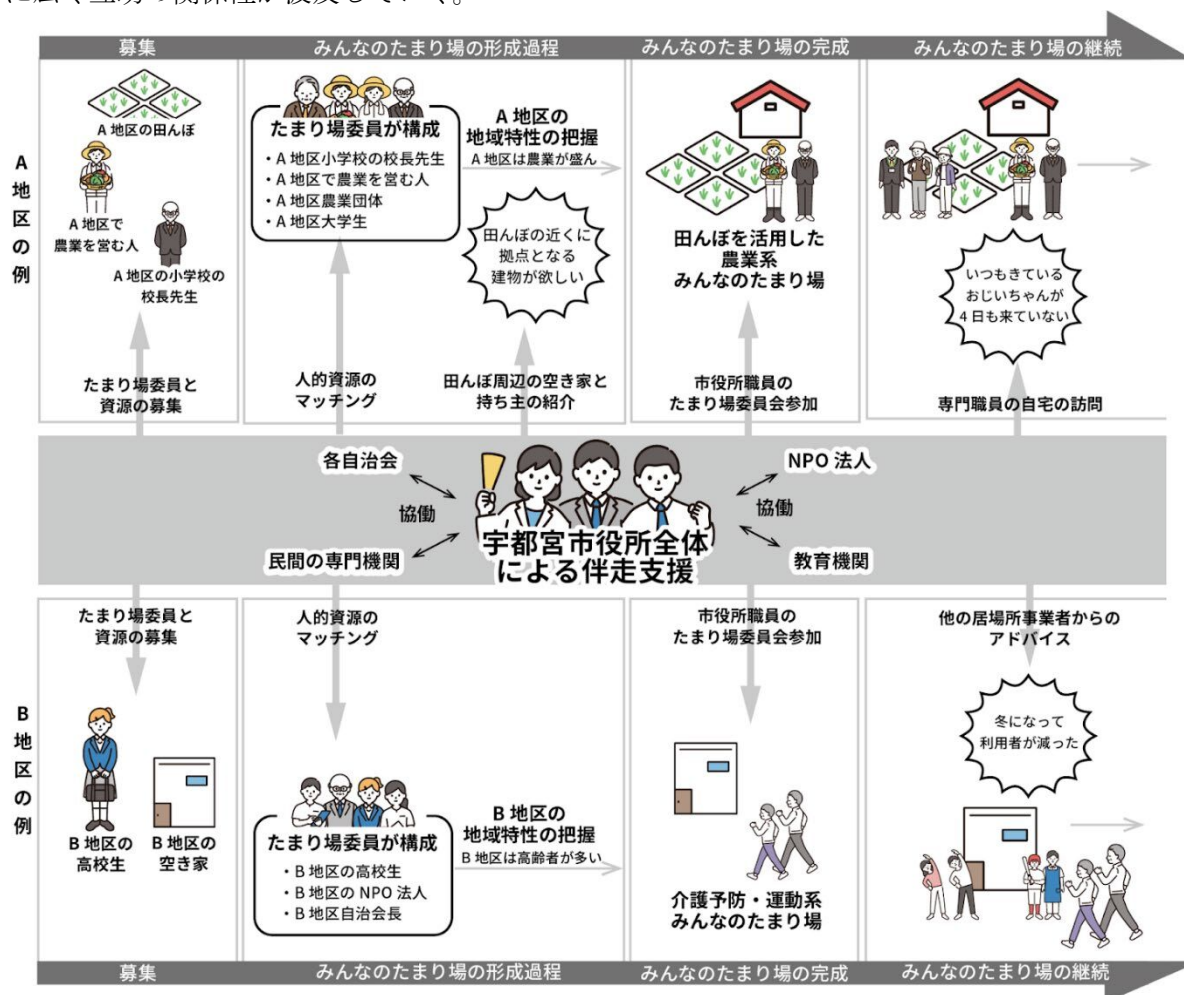 に広く互助の関係性が波及していく。
募集
みんなのたまり場の形成過程
みんなのたまり場の完成
みんなのたまり場の継続
A地区の例
A 地区の田んぼ
A 地区で
農業を営む人
A 地区の小学校の
校長先生
たまり場委員と
資源の募集
たまり場委員が構成
・A 地区小学校の校長先生
・A 地区で農業を営む人
・A 地区農業団体
・A 地区大学生
A 地区の
地域特性の把握
A 地区は農業が盛ん
田んぼの近くに
拠点となる
建物が欲しい
人的資源の
マッチング
田んぼ周辺の空き家と
持ち主の紹介
田んぼを活用した
農業系
みんなのたまり場
市役所職員の
たまり場委員会参加
いつもきている
おじいちゃんが
4 日も来ていない
専門職員の自宅の訪問
各自治会
協働
民間の専門機関
宇都宮市役所全体
による伴走支援
NPO 法人
協働
教育機関
B地区の例
たまり場委員と
資源の募集
B 地区の
高校生
B 地区の
空き家
人的資源の
マッチング
たまり場委員が構成
・B 地区の高校生
・B 地区の NPO 法人
・B 地区自治会長
B 地区の
地域特性の把握
B 地区は高齢者が多い
市役所職員の
たまり場委員会参加
介護予防・運動系
みんなのたまり場
他の居場所事業者からの
アドバイス
冬になって
利用者が減った
募集
みんなのたまり場の形成過程
みんなのたまり場の完成
みんなのたまり場の継続